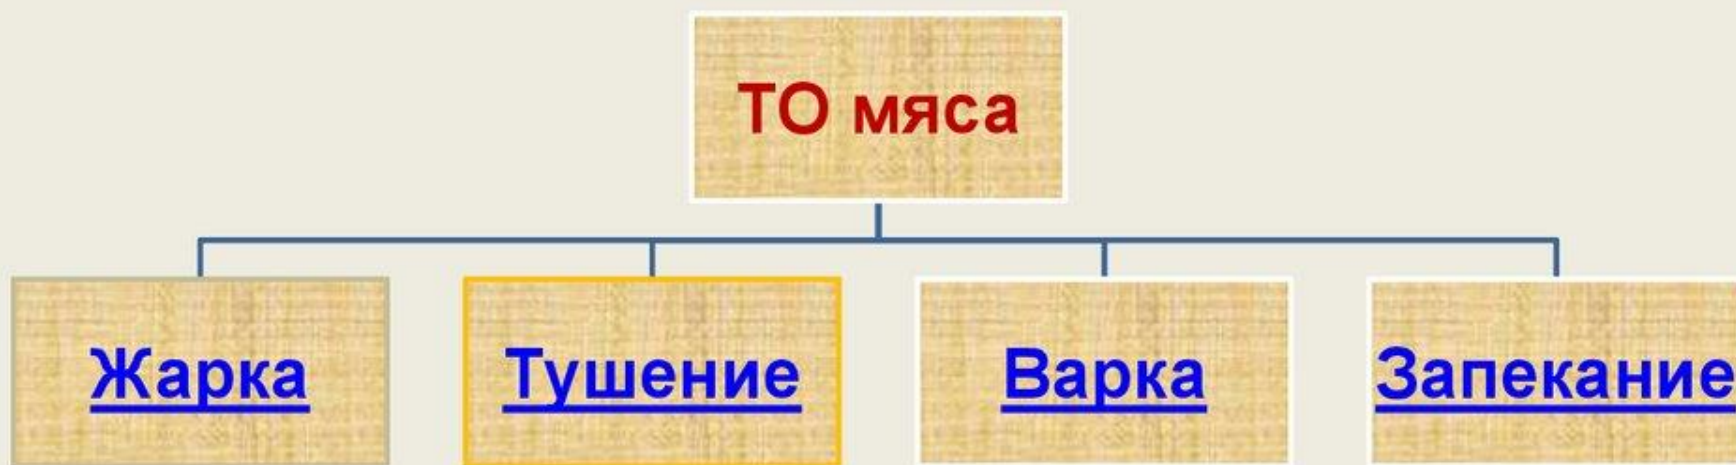 ТО мяса
Жарка
Тушение
Варка
Запекание